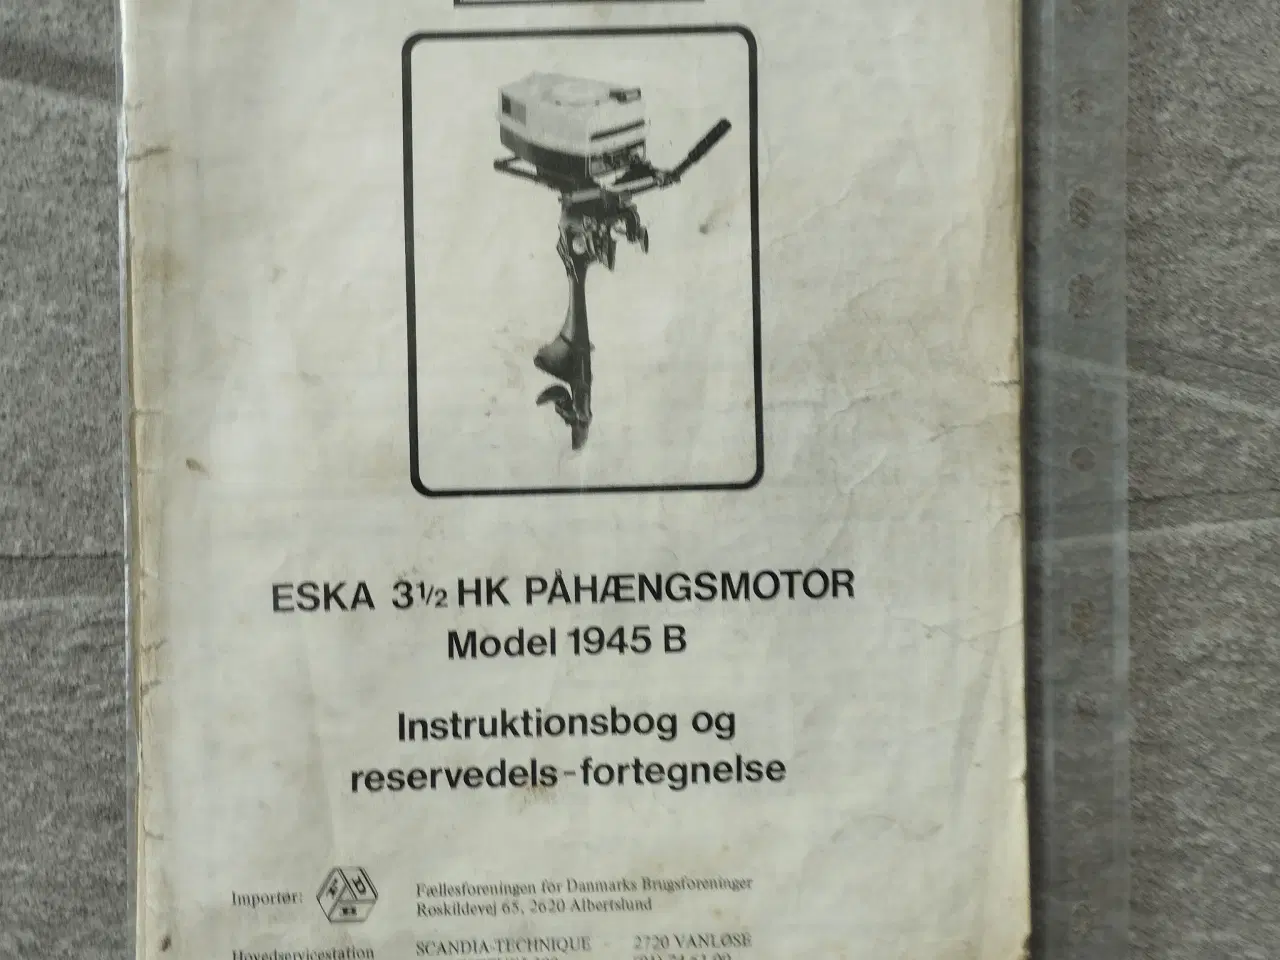 ESKA 3½ HK PÅHÆNGSMOTOR
Model 1945 B
Instruktionsbog og
reservedels-fortegnelse
Importør:
Fællesforeningen for Danmarks Brugsforeninger
Roskildevej 65, 2620 Albertslund
Hovedservicestation
SCANDIA-TECHNIQUE - 2720 VANLØSE